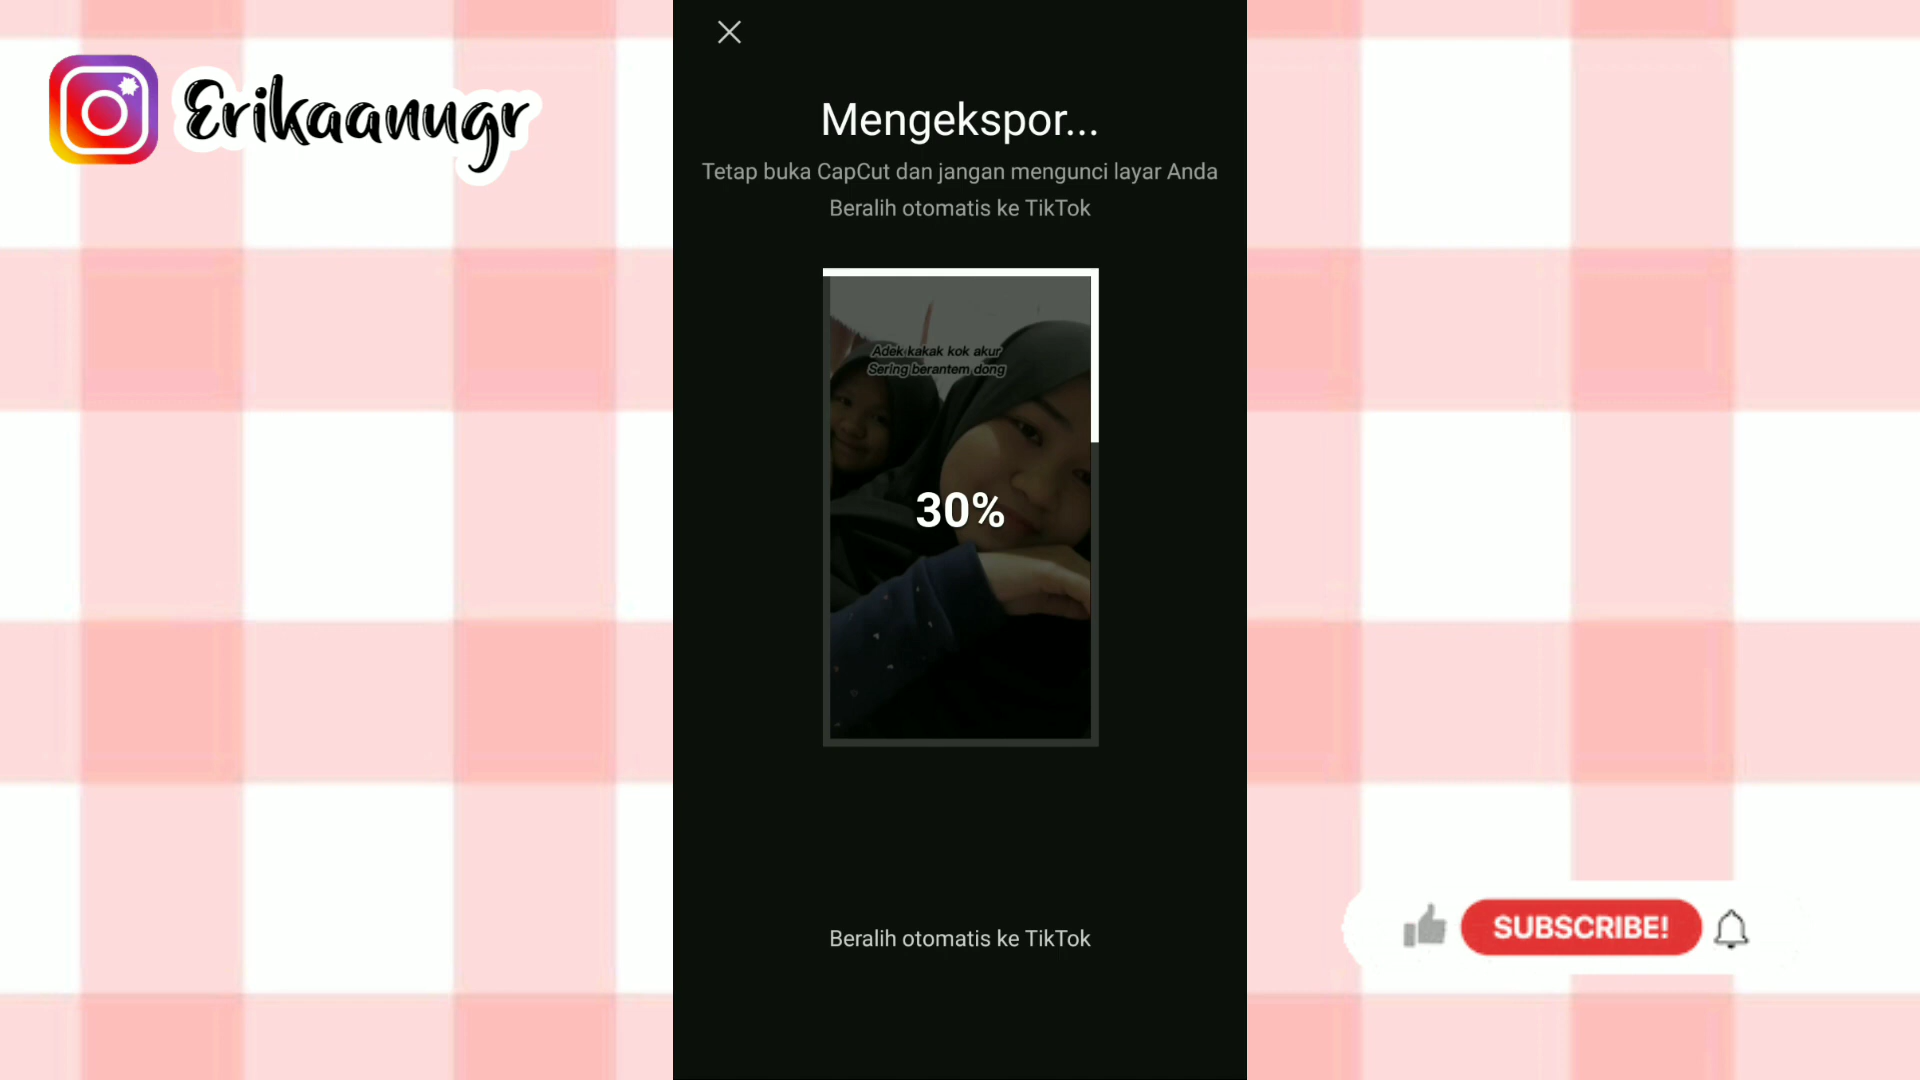 Erikaanugr
Mengekspor...
Tetap buka CapCut dan jangan mengunci layar Anda
Beralih otomatis ke TikTok
Adek kakak kok akur
Sering berantem dong
30%
Beralih otomatis ke TikTok
SUBSCRIBE!